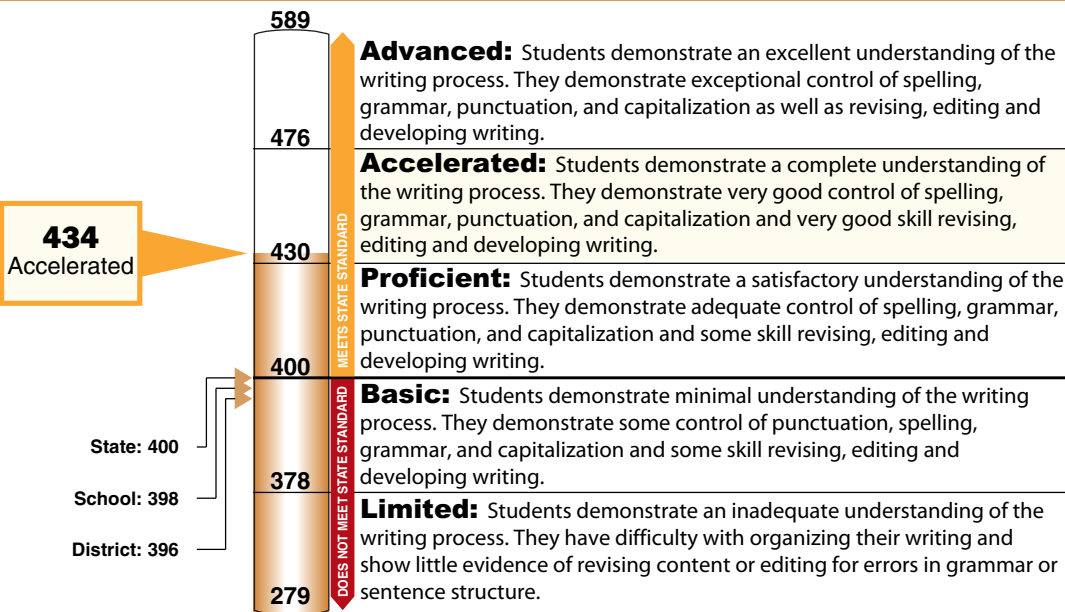 589
Advanced: Students demonstrate an excellent understanding of the
writing process. They demonstrate exceptional control of spelling,
grammar, punctuation, and capitalization as well as revising, editing and
developing writing.
476
Accelerated: Students demonstrate a complete understanding of
the writing process. They demonstrate very good control of spelling,
grammar, punctuation, and capitalization and very good skill revising,
editing and developing writing.
434
Accelerated
430
MEETS STATE STANDARD
Proficient: Students demonstrate a satisfactory understanding of the
writing process. They demonstrate adequate control of spelling, grammar,
punctuation, and capitalization and some skill revising, editing and
developing writing.
400
Basic: Students demonstrate minimal understanding of the writing
process. They demonstrate some control of punctuation, spelling,
grammar, and capitalization and some skill revising, editing and
developing writing.
State: 400
School: 398
District: 396
378
DOES NOT MEET STATE STANDARD
Limited: Students demonstrate an inadequate understanding of the
writing process. They have difficulty with organizing their writing and
show little evidence of revising content or editing for errors in grammar or
sentence structure.
279